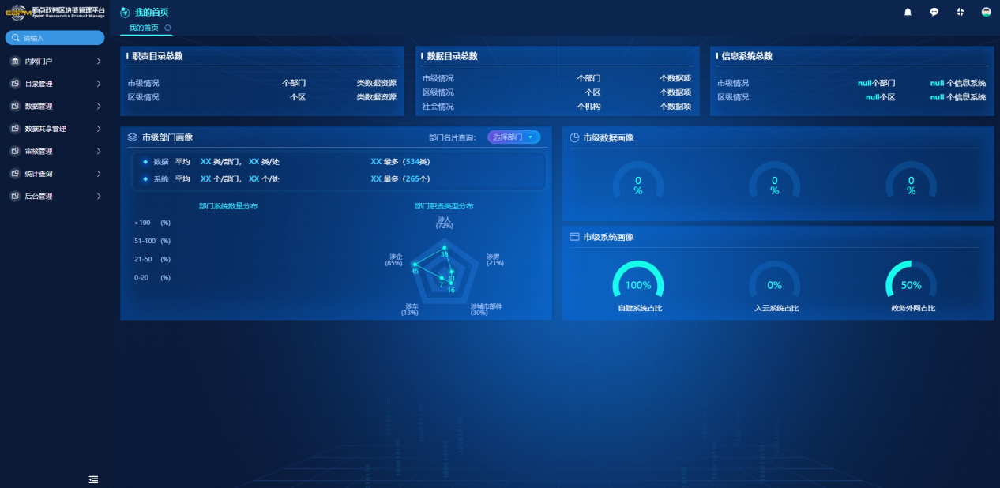 新点政务区块链管理平台
Epoint Baasservice Product Manage
请输入
内网门户
目录管理
数据管理
数据共享管理
审核管理
统计查询
后台管理
我的首页
我的首页
职责目录总数
市级情况 个部门 类数据资源
区级情况 个区 类数据资源
数据目录总数
市级情况 个部门 个数据项
区级情况 个区 个数据项
社会情况 个机构 个数据项
信息系统总数
市级情况 null个部门 null 个信息系统
区级情况 null个区 null 个信息系统
市级部门画像 部门名片查询： 选择部门
数据 平均 XX 类/部门， XX 类/处 XX 最多（534类）
系统 平均 XX 个/部门， XX 个/处 XX 最多（265个）
部门系统数量分布
>100 (%)
51-100 (%)
21-50 (%)
0-20 (%)
部门职责类型分布
涉人
(72%)
涉企
(85%)
涉房
(21%)
38
45
11
7
16
涉车
(13%)
涉城市部件
(30%)
市级数据画像
0
%
0
%
0
%
市级系统画像
100% 0% 50%
自建系统占比 入云系统占比 政务外网占比